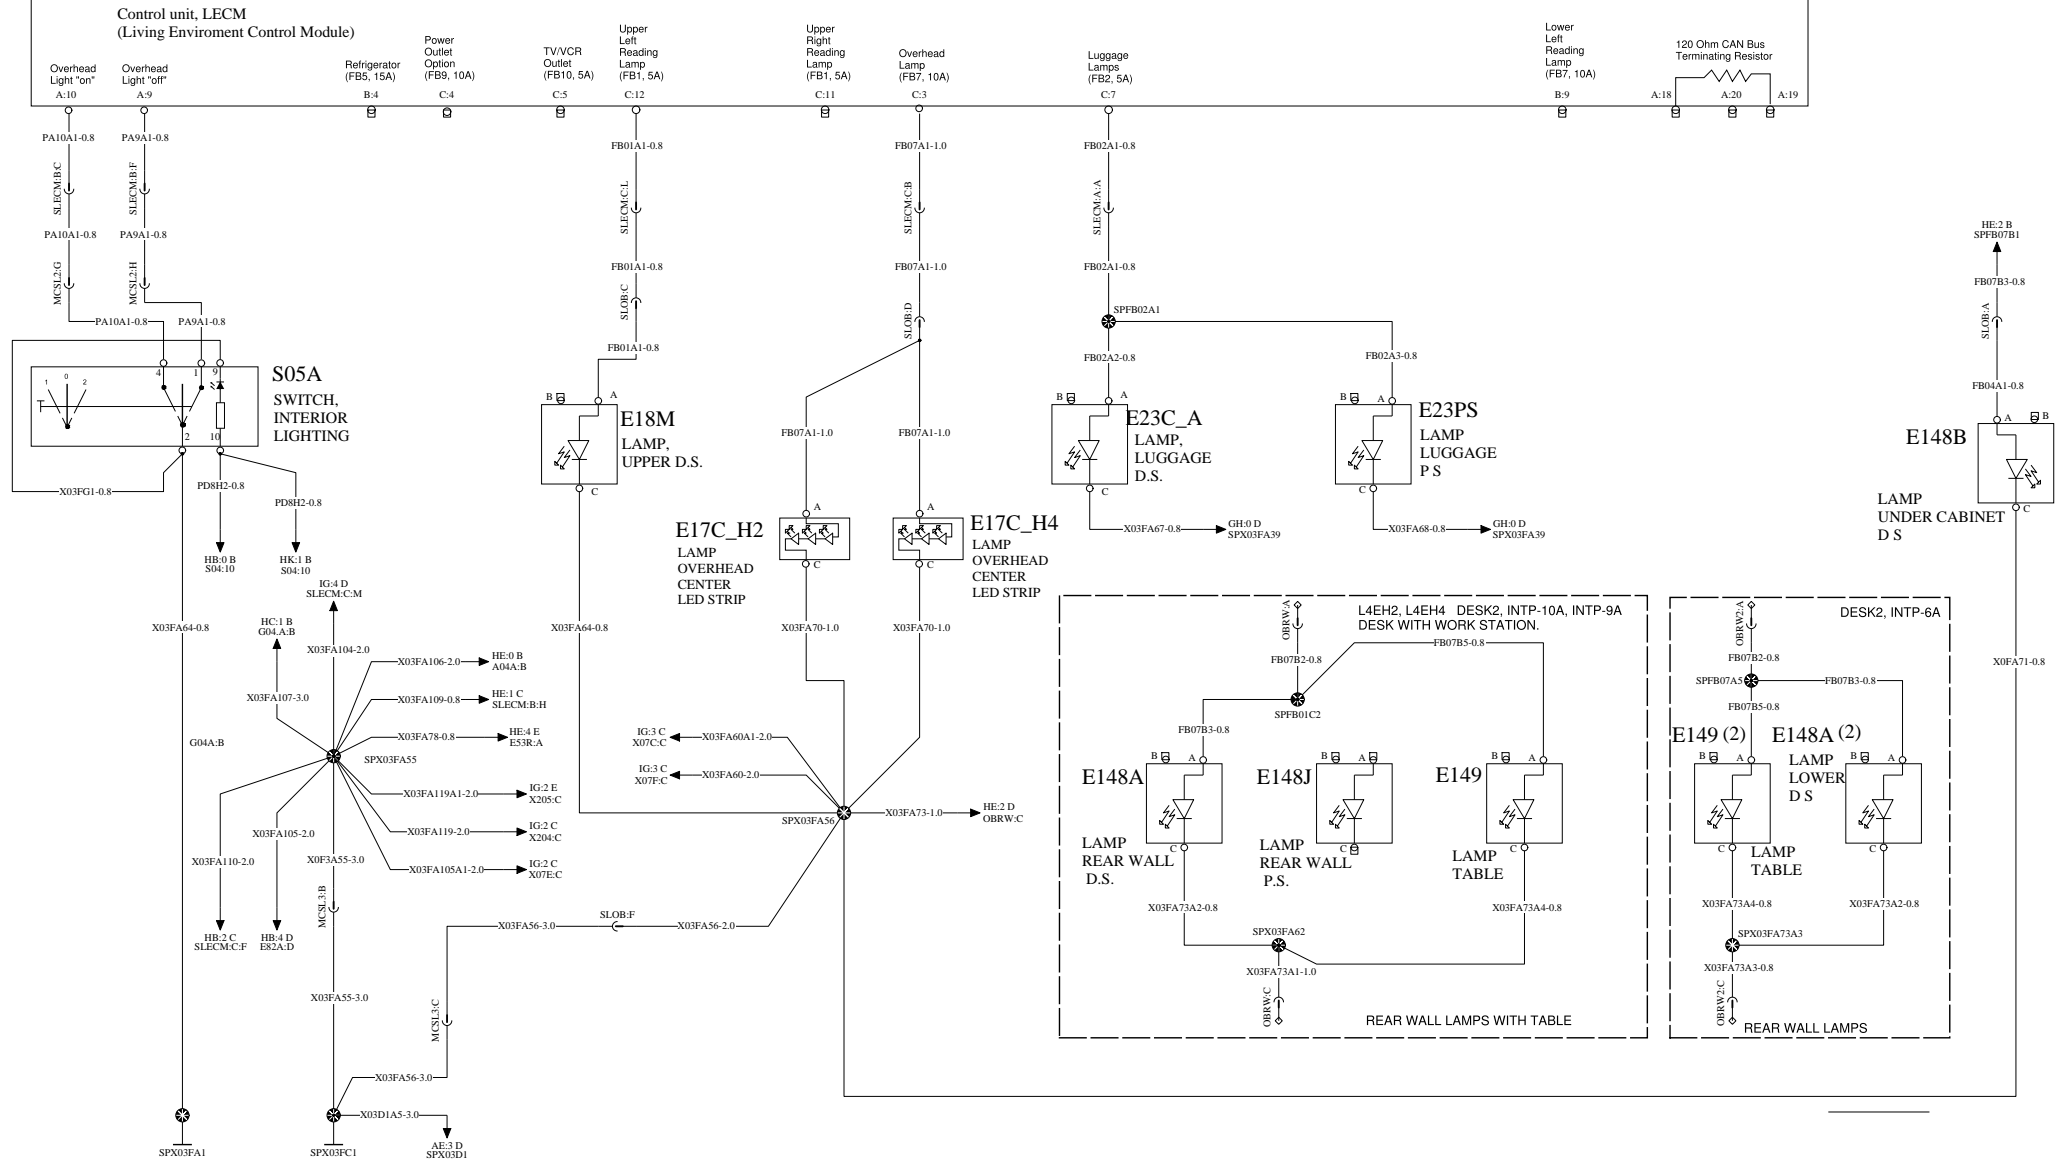 Control unit, LECM
(Living Enviroment Control Module)
Overhead
Light "on"
A:10
Overhead
Light "off"
A:9
Refrigerator
(FB5, 15A)
B:4
Power
Outlet
Option
(FB9, 10A)
C:4
TV/VCR
Outlet
(FB10, 5A)
C:5
Upper
Left
Reading
Lamp
(FB1, 5A)
C:12
Upper
Right
Reading
Lamp
(FB1, 5A)
C:11
Overhead
Lamp
(FB7, 10A)
C:3
Luggage
Lamps
(FB2, 5A)
C:7
Lower
Left
Reading
Lamp
(FB7, 10A)
B:9
120 Ohm CAN Bus
Terminating Resistor
A:18
A:20
A:19
PA10A1-0.8
PA9A1-0.8
FB01A1-0.8
FB07A1-1.0
FB02A1-0.8
SLECM:B:C
SLECM:B:F
SLECM:C:L
SLECM:C:B
SLECM:A:A
PA10A1-0.8
PA9A1-0.8
HE:2 B
SPFB07B1
FB01A1-0.8
FB07A1-1.0
FB02A1-0.8
FB07B3-0.8
MCSL2:G
MCSL2:H
SLOB:C
SLOB:D
SLOB:A
PA10A1-0.8
PA9A1-0.8
SPFB02A1
FB01A1-0.8
FB02A2-0.8
FB02A3-0.8
FB04A1-0.8
4
1
9
1
0
2
2
10
S05A
SWITCH,
INTERIOR
LIGHTING
B
A
C
E18M
LAMP,
UPPER D.S.
FB07A1-1.0
FB07A1-1.0
B
A
C
E23C_A
LAMP,
LUGGAGE
D.S.
B
A
C
E23PS
LAMP
LUGGAGE
P S
A
B
C
E148B
LAMP
UNDER CABINET
D S
X03FG1-0.8
PD8H2-0.8
PD8H2-0.8
HB:0 B
S04:10
HK:1 B
S04:10
A
C
E17C_H2
LAMP
OVERHEAD
CENTER
LED STRIP
A
C
E17C_H4
LAMP
OVERHEAD
CENTER
LED STRIP
X03FA67-0.8
GH:0 D
SPX03FA39
X03FA68-0.8
GH:0 D
SPX03FA39
IG:4 D
SLECM:C:M
HC:1 B
G04.A:B
X03FA64-0.8
X03FA104-2.0
X03FA107-3.0
X03FA106-2.0
HE:0 B
A04A:B
X03FA109-0.8
HE:1 C
SLECM:B:H
X03FA78-0.8
HE:4 E
E53R:A
G04A:B
SPX03FA55
X03FA119A1-2.0
IG:2 E
X205:C
X03FA119-2.0
IG:2 C
X204:C
X03FA105A1-2.0
IG:2 C
X07E:C
X03FA105-2.0
X03FA110-2.0
X0F3A55-3.0
MCSL3:B
HB:2 C
SLECM:C:F
HB:4 D
E82A:D
X03FA55-3.0
X03FA64-0.8
X03FA70-1.0
X03FA70-1.0
IG:3 C
X07C:C
X03FA60A1-2.0
IG:3 C
X07F:C
X03FA60-2.0
SPX03FA56
X03FA73-1.0
HE:2 D
OBRW:C
X03FA56-3.0
SLOB:F
X03FA56-2.0
MCSL3:C
X03FA56-3.0
X03D1A5-3.0
AE:3 D
SPX03D1
SPX03FA1
SPX03FC1
L4EH2, L4EH4   DESK2, INTP-10A, INTP-9A
DESK WITH WORK STATION.
OBRW:A
FB07B2-0.8
FB07B5-0.8
SPFB01C2
FB07B3-0.8
B
A
C
E148A
LAMP
REAR WALL
D.S.
B
A
C
E148J
LAMP
REAR WALL
P.S.
B
A
C
E149
LAMP
TABLE
X03FA73A2-0.8
X03FA73A4-0.8
SPX03FA62
X03FA73A1-1.0
OBRW:C
REAR WALL LAMPS WITH TABLE
DESK2, INTP-6A
OBRW2:A
FB07B2-0.8
SPFB07A5
FB07B3-0.8
FB07B5-0.8
E149 (2)
E148A (2)
B
A
C
LAMP
TABLE
LAMP
LOWER
D S
B
A
C
X03FA73A4-0.8
X03FA73A2-0.8
SPX03FA73A3
X03FA73A3-0.8
OBRW2:C
REAR WALL LAMPS
X0FA71-0.8